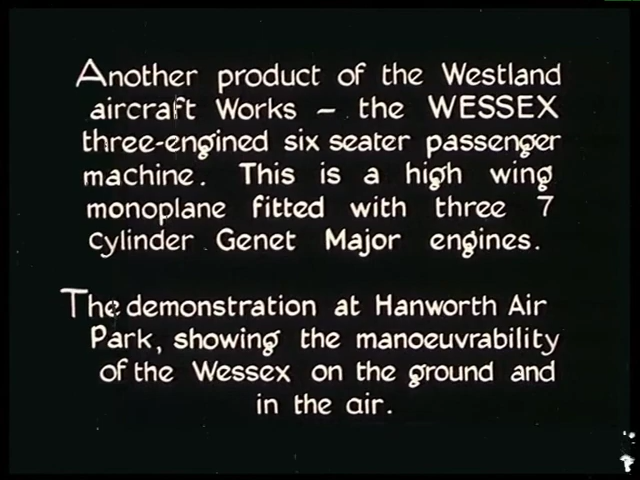 Another product of the Westland
aircraft Works – the WESSEX
three-engined six seater passenger
machine. This is a high wing
monoplane fitted with three 7
cylinder Genet Major engines.
The demonstration at Hanworth Air
Park, showing the manoeuvrability
of the Wessex on the ground and
in the air.